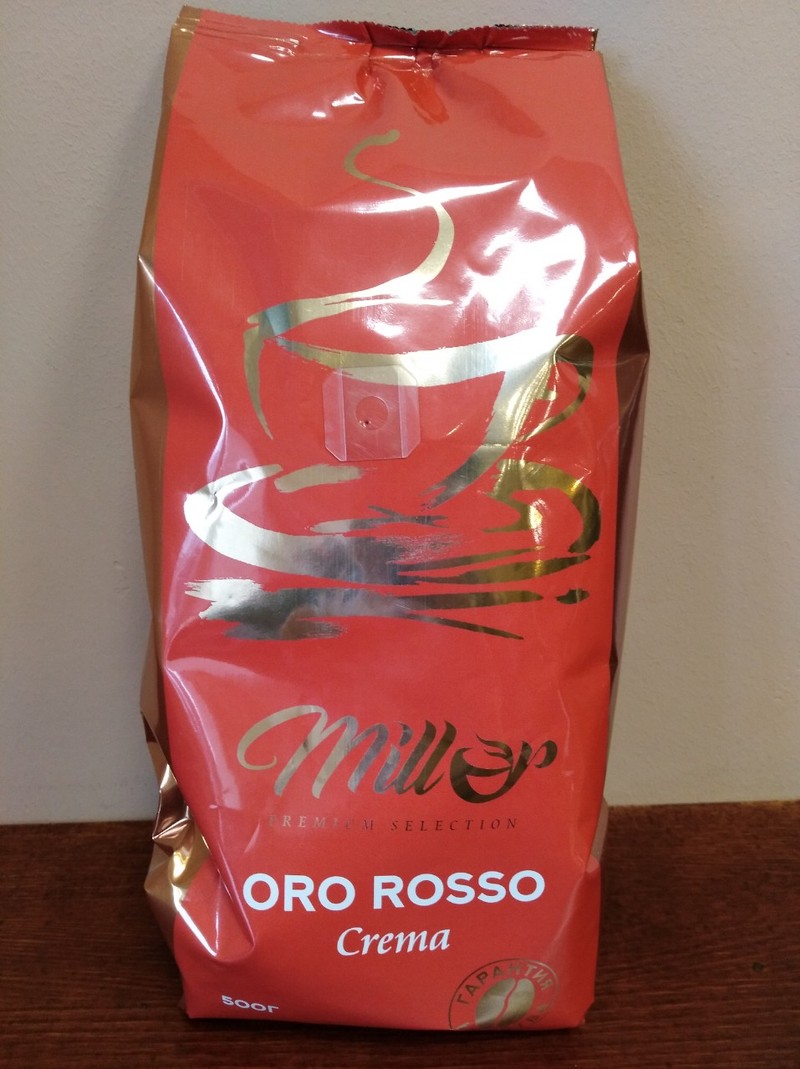 Miller
PREMIUM SELECTION
ORO ROSSO
Crema
500г
ГАРАНТИЯ